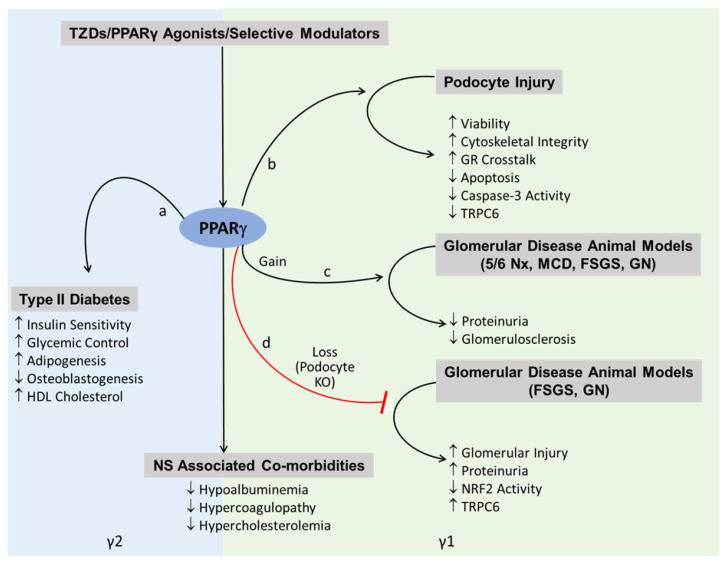 TZDs/PPARγ Agonists/Selective Modulators
Podocyte Injury
↑ Viability
↑ Cytoskeletal Integrity
↑ GR Crosstalk
↓ Apoptosis
↓ Caspase-3 Activity
↓ TRPC6
b
a
PPARγ
Gain
c
Glomerular Disease Animal Models
(5/6 Nx, MCD, FSGS, GN)
↓ Proteinuria
↓ Glomerulosclerosis
Type II Diabetes
↑ Insulin Sensitivity
↑ Glycemic Control
↑ Adipogenesis
↓ Osteoblastogenesis
↑ HDL Cholesterol
d
Loss
(Podocyte
KO)
Glomerular Disease Animal Models
(FSGS, GN)
↑ Glomerular Injury
↑ Proteinuria
↓ NRF2 Activity
↑ TRPC6
NS Associated Co-morbidities
↓ Hypoalbuminemia
↓ Hypercoagulopathy
↓ Hypercholesterolemia
γ2
γ1